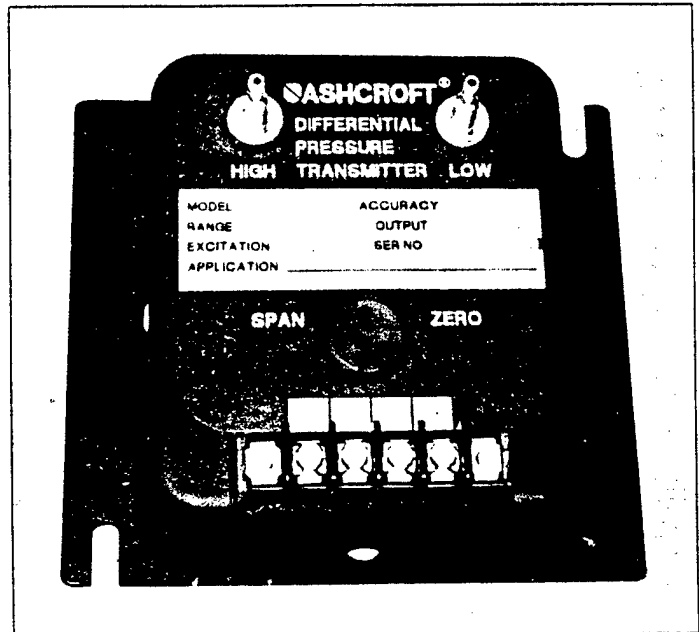 ASHCROFT®
DIFFERENTIAL
PRESSURE
HIGH TRANSMITTER LOW
MODEL ACCURACY
RANGE OUTPUT
EXCITATION SER NO
APPLICATION
SPAN ZERO